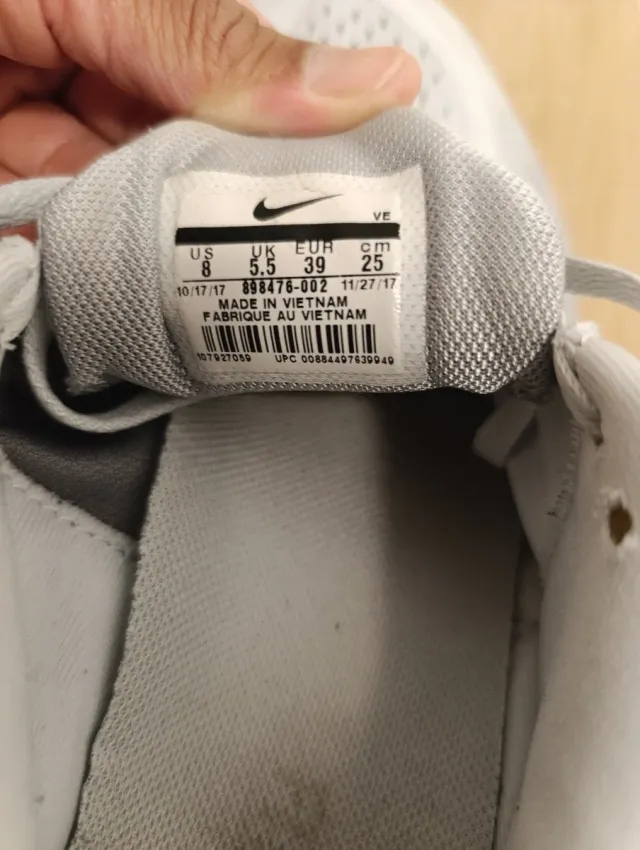 VE
US UK EUR cm
8 5.5 39 25
10/17/17 898476-002 11/27/17
MADE IN VIETNAM
FABRIQUE AU VIETNAM
107927059 UPC 00884497639949